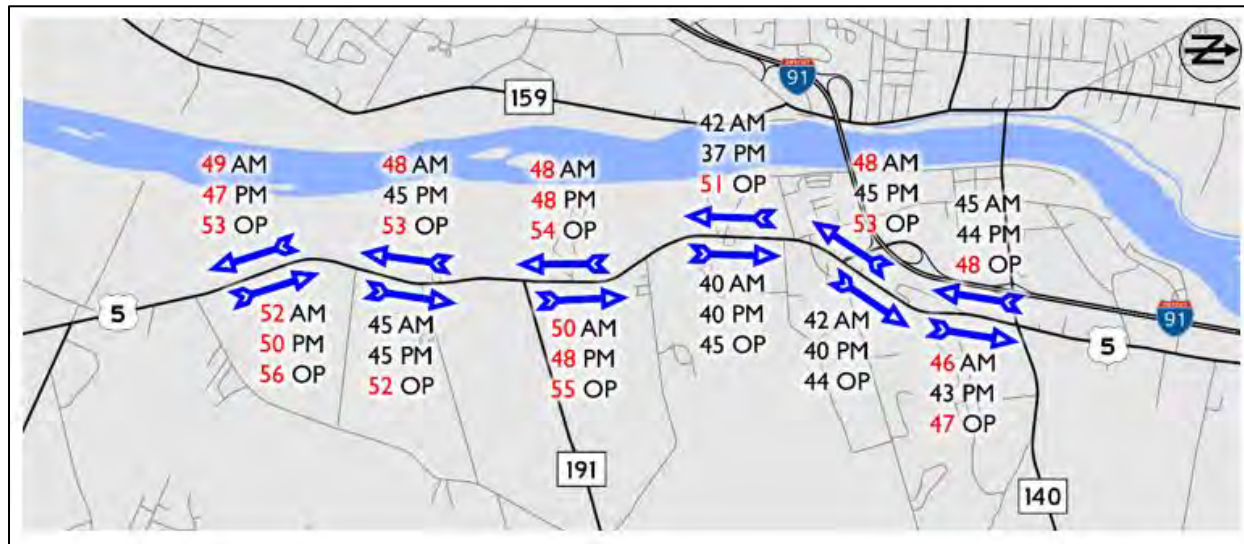 N
91
159
42 AM
37 PM
51 OP
49 AM
47 PM
53 OP
48 AM
45 PM
53 OP
48 AM
48 PM
54 OP
48 AM
45 PM
53 OP
45 AM
44 PM
48 OP
5
52 AM
50 PM
56 OP
45 AM
45 PM
52 OP
50 AM
48 PM
55 OP
40 AM
40 PM
45 OP
42 AM
40 PM
44 OP
46 AM
43 PM
47 OP
5
91
191
140